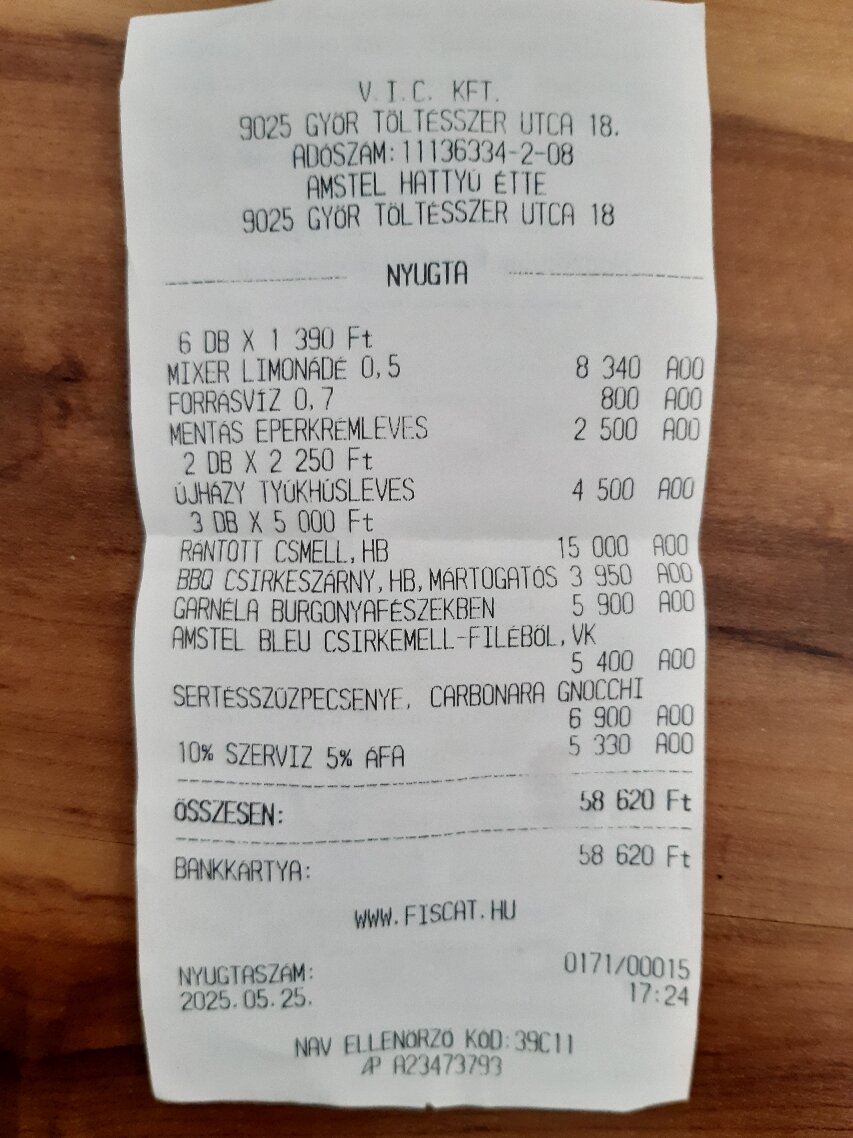 V.I.C. KFT.
9025 GYŐR TÖLTÉSSZER UTCA 18.
ADÓSZÁM:11136334-2-08
AMSTEL HATTYÚ ÉTTE
9025 GYŐR TÖLTÉSSZER UTCA 18
NYUGTA
6 DB X 1 390 Ft
MIXER LIMONÁDÉ 0,5 8 340 A00
FORRÁSVÍZ 0,7 800 A00
MENTÁS EPERKRÉMLEVES 2 500 A00
2 DB X 2 250 Ft
ÚJHÁZY TYÚKHÚSLEVES 4 500 A00
3 DB X 5 000 Ft
RÁNTOTT CSMELL,HB 15 000 A00
BBQ CSIRKESZÁRNY,HB,MÁRTOGATÓS 3 950 A00
GARNÉLA BURGONYAFÉSZEKBEN 5 900 A00
AMSTEL BLEU CSIRKEMELL-FILÉBŐL,VK
5 400 A00
SERTÉSSZŰZPECSENYE, CARBONARA GNOCCHI
6 900 A00
10% SZERVIZ 5% ÁFA 5 330 A00
ÖSSZESEN: 58 620 Ft
BANKKÁRTYA: 58 620 Ft
WWW.FISCAT.HU
NYUGTASZÁM: 0171/00015
2025.05.25. 17:24
NAV ELLENŐRZŐ KÓD:39C11
AP A23473793